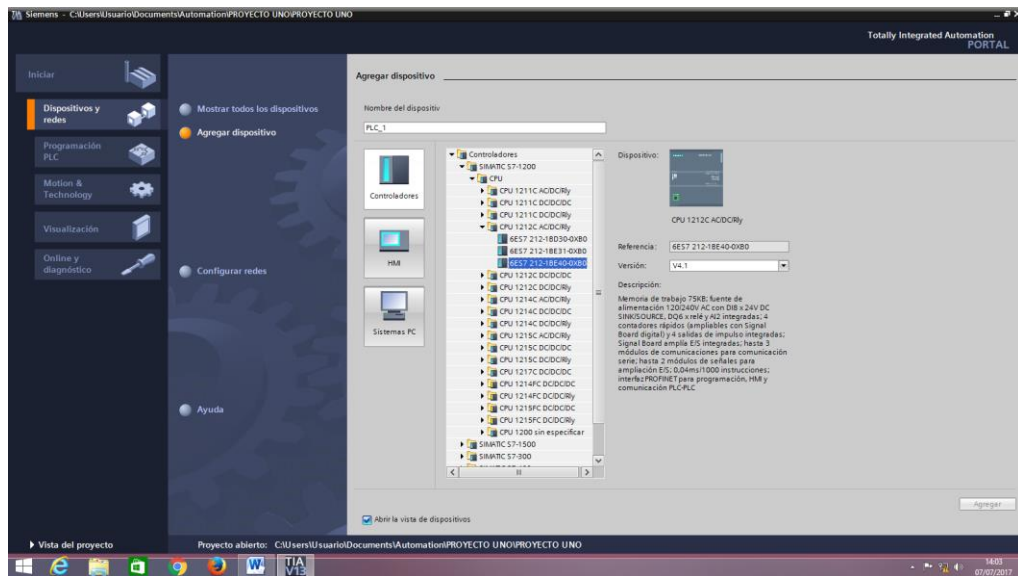 Siemens - C:\Users\Usuario\Documents\Automation\PROYECTO UNO\PROYECTO UNO
Totally Integrated Automation
PORTAL
Iniciar
Dispositivos y
redes
Programación
PLC
Motion &
Technology
Visualización
Online y
diagnóstico
Mostrar todos los dispositivos
Agregar dispositivo
Configurar redes
Ayuda
Agregar dispositivo
Nombre del dispositiv
PLC_1
Controladores
HMI
Sistemas PC
Controladores
SIMATIC S7-1200
CPU
CPU 1211C AC/DC/Rly
CPU 1211C DC/DC/DC
CPU 1211C DC/DC/Rly
CPU 1212C AC/DC/Rly
6ES7 212-1BD30-0XB0
6ES7 212-1BE31-0XB0
6ES7 212-1BE40-0XB0
CPU 1212C DC/DC/DC
CPU 1212C DC/DC/Rly
CPU 1214C AC/DC/Rly
CPU 1214C DC/DC/DC
CPU 1214C DC/DC/Rly
CPU 1215C AC/DC/Rly
CPU 1215C DC/DC/DC
CPU 1215C DC/DC/Rly
CPU 1217C DC/DC/DC
CPU 1214FC DC/DC/DC
CPU 1214FC DC/DC/Rly
CPU 1215FC DC/DC/DC
CPU 1215FC DC/DC/Rly
CPU 1200 sin especificar
SIMATIC S7-1500
SIMATIC S7-300
Dispositivo:
CPU 1212C AC/DC/Rly
Referencia: 6ES7 212-1BE40-0XB0
Versión: V4.1
Descripción:
Memoria de trabajo 75KB; fuente de
alimentación 120/240V AC con DI8 x 24V DC
SINK/SOURCE, DQ6 x relé y AI2 integradas; 4
contadores rápidos (ampliables con Signal
Board digital) y 4 salidas de impulso integradas;
Signal Board amplía E/S integradas; hasta 3
módulos de comunicaciones para comunicación
serie; hasta 2 módulos de señales para
ampliación E/S; 0,04ms/1000 instrucciones;
interfaz PROFINET para programación, HMI y
comunicación PLC-PLC
Abrir la vista de dispositivos
Agregar
Vista del proyecto
Proyecto abierto: C:\Users\Usuario\Documents\Automation\PROYECTO UNO\PROYECTO UNO
TIA
V13
14:03
07/07/2017